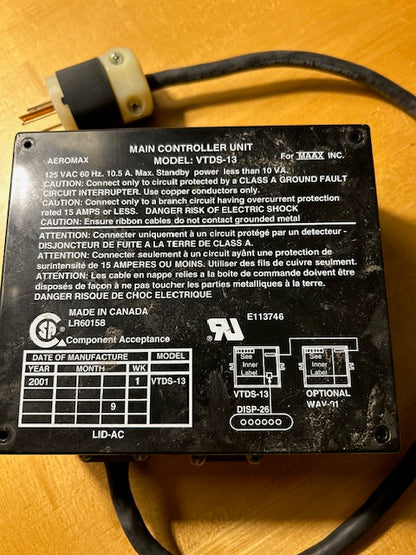 MAIN CONTROLLER UNIT
AEROMAX MODEL: VTDS-13 For MAAX INC.
125 VAC 60 Hz. 10.5 A. Max. Standby power less than 10 VA.
CAUTION: Connect only to circuit protected by a CLASS A GROUND FAULT
CIRCUIT INTERRUPTER. Use copper conductors only.
CAUTION: Connect only to a branch circuit having overcurrent protection
rated 15 AMPS or LESS. DANGER RISK OF ELECTRIC SHOCK
CAUTION: Ensure ribbon cables do not contact grounded metal
ATTENTION: Connecter uniquement à un circuit protégé par un detecteur -
DISJONCTEUR DE FUITE A LA TERRE DE CLASS A.
ATTENTION: Connecter seulement à un circuit ayânt une protection de
surintensité de 15 AMPERES OU MOINS. Utiliser des fils de cuivre seulement.
ATTENTION: Les cable en nappe relies a la boite de commande doivent être
disposés de façon à ne pas toucher les parties metalliques à la terre.
DANGER RISQUE DE CHOC ELECTRIQUE
MADE IN CANADA
LR60158
Component Acceptance
E113746
DATE OF MANUFACTURE MODEL
YEAR MONTH WK
2001 1 VTDS-13
9
LID-AC
See
Inner
Label
VTDS-13
DISP-26
See
Inner
Label
OPTIONAL
WAV-01